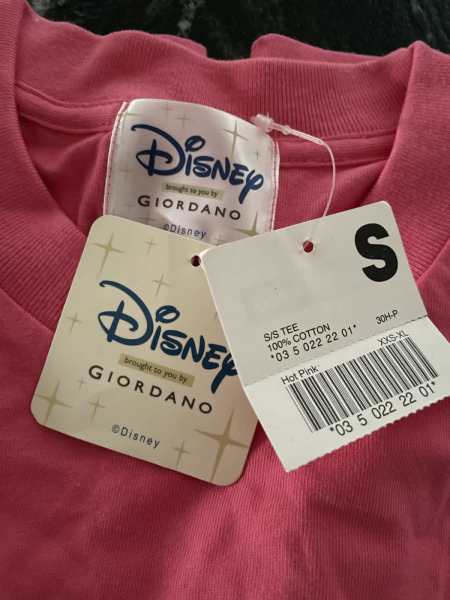 Disney
brought to you by
GIORDANO
©Disney
Disney
brought to you by
GIORDANO
©Disney
S
S/S TEE
100% COTTON 30H-P
*03 5 022 22 01*
Hot Pink XXS-XL
*03 5 022 22 01*